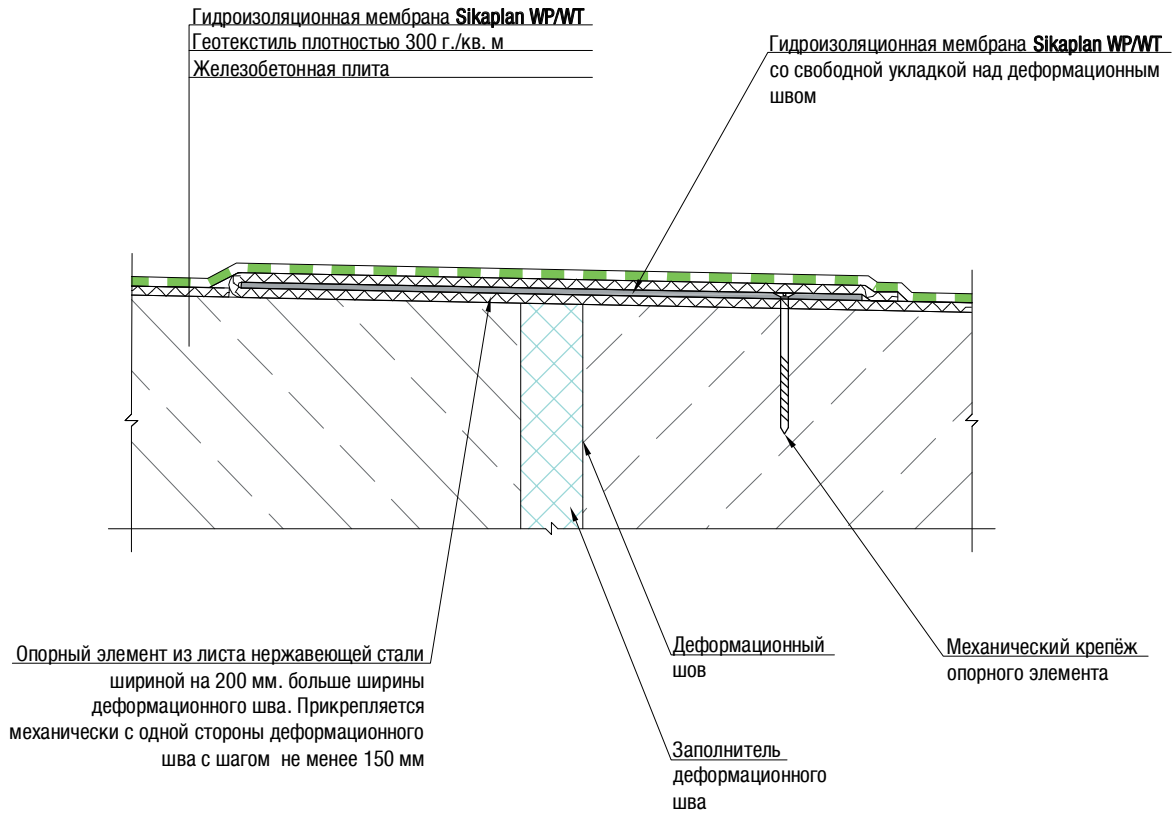 Гидроизоляционная мембрана Sikaplan WP/WT
Геотекстиль плотностью 300 г./кв. м
Железобетонная плита
Гидроизоляционная мембрана Sikaplan WP/WT
со свободной укладкой над деформационным
швом
Опорный элемент из листа нержавеющей стали
шириной на 200 мм. больше ширины
деформационного шва. Прикрепляется
механически с одной стороны деформационного
шва с шагом не менее 150 мм
Деформационный
шов
Заполнитель
деформационного
шва
Механический крепёж
опорного элемента